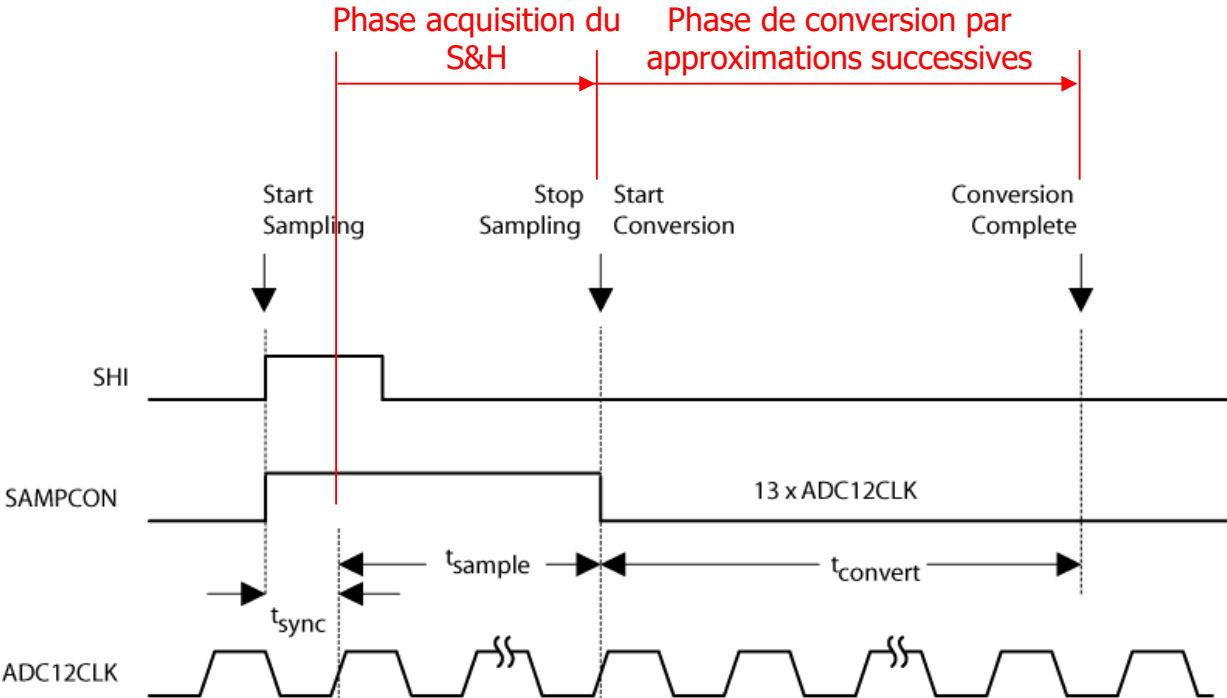 Phase acquisition du
S&H
Phase de conversion par
approximations successives
Start
Sampling
Stop
Sampling
Start
Conversion
Conversion
Complete
SHI
SAMPCON
13 x ADC12CLK
tsample
tconvert
tsync
ADC12CLK